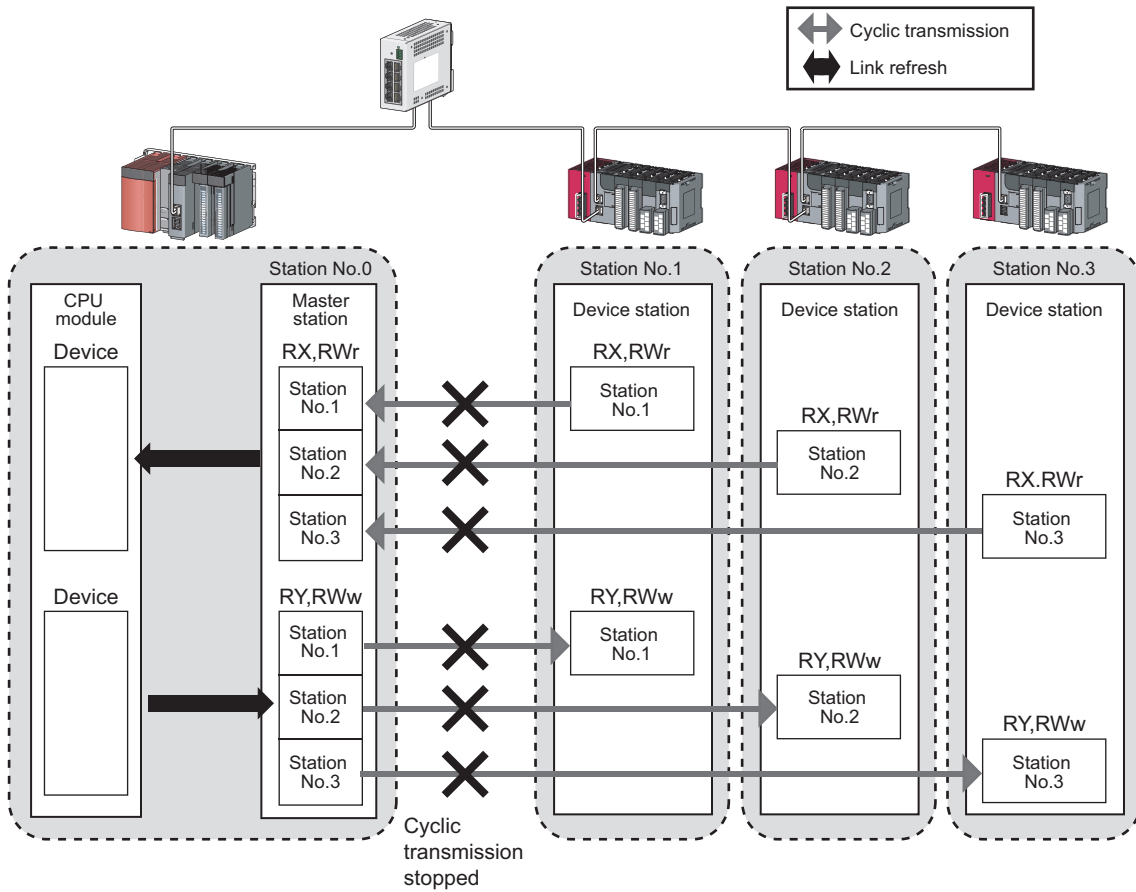 Cyclic transmission
Link refresh
Station No.0
CPU
module
Device
Device
Master
station
RX,RWr
Station
No.1
Station
No.2
Station
No.3
RY,RWw
Station
No.1
Station
No.2
Station
No.3
Cyclic
transmission
stopped
Station No.1
Device station
RX,RWr
Station
No.1
RY,RWw
Station
No.1
Station No.2
Device station
RX,RWr
Station
No.2
RY,RWw
Station
No.2
Station No.3
Device station
RX.RWr
Station
No.3
RY,RWw
Station
No.3